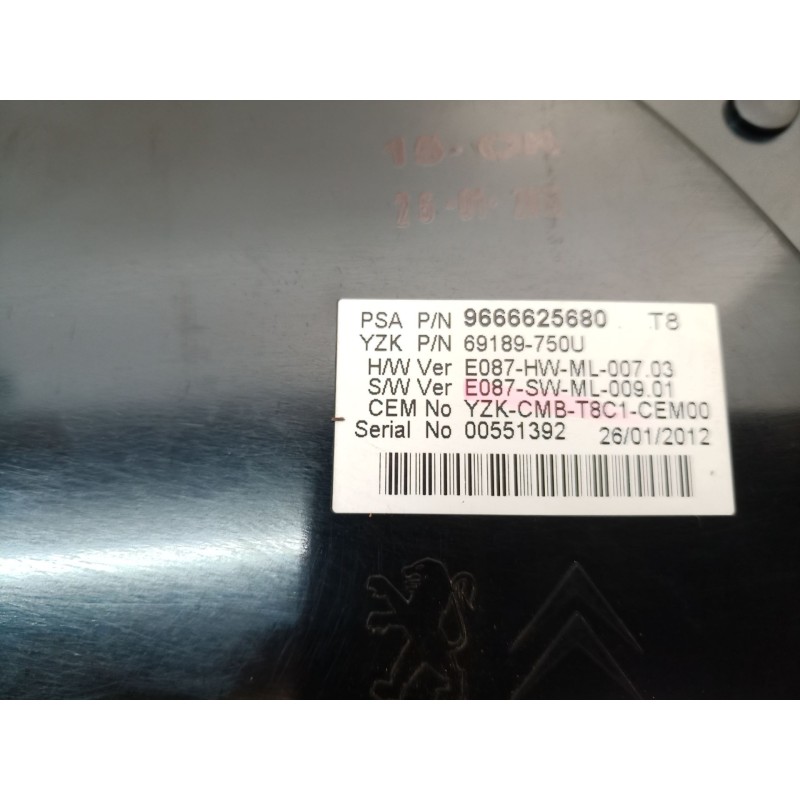 PSA P/N 9666625680 T8
YZK P/N 69189-750U
H/W Ver E087-HW-ML-007.03
S/W Ver E087-SW-ML-009.01
CEM No YZK-CMB-T8C1-CEM00
Serial No 00551392 26/01/2012